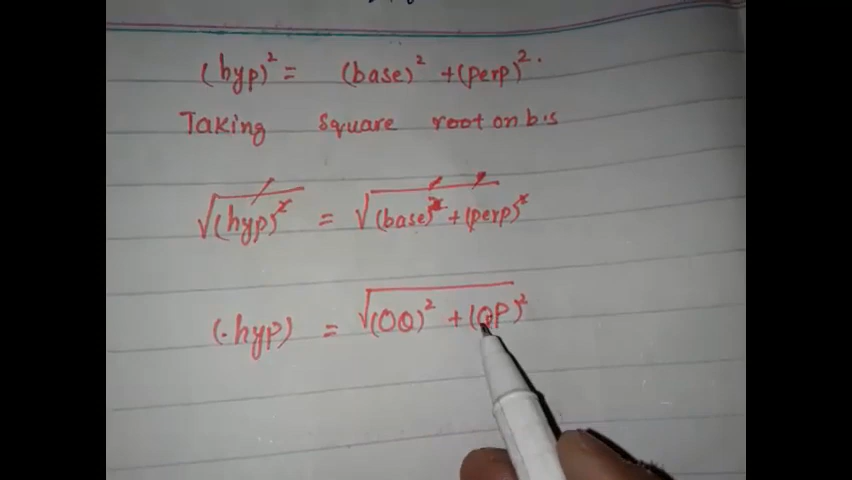 (hyp)² = (base)² + (perp)².
Taking square root on b.s
√(hyp)² = √(base)² + (perp)²
(.hyp) = √(OQ)² + (QP)²